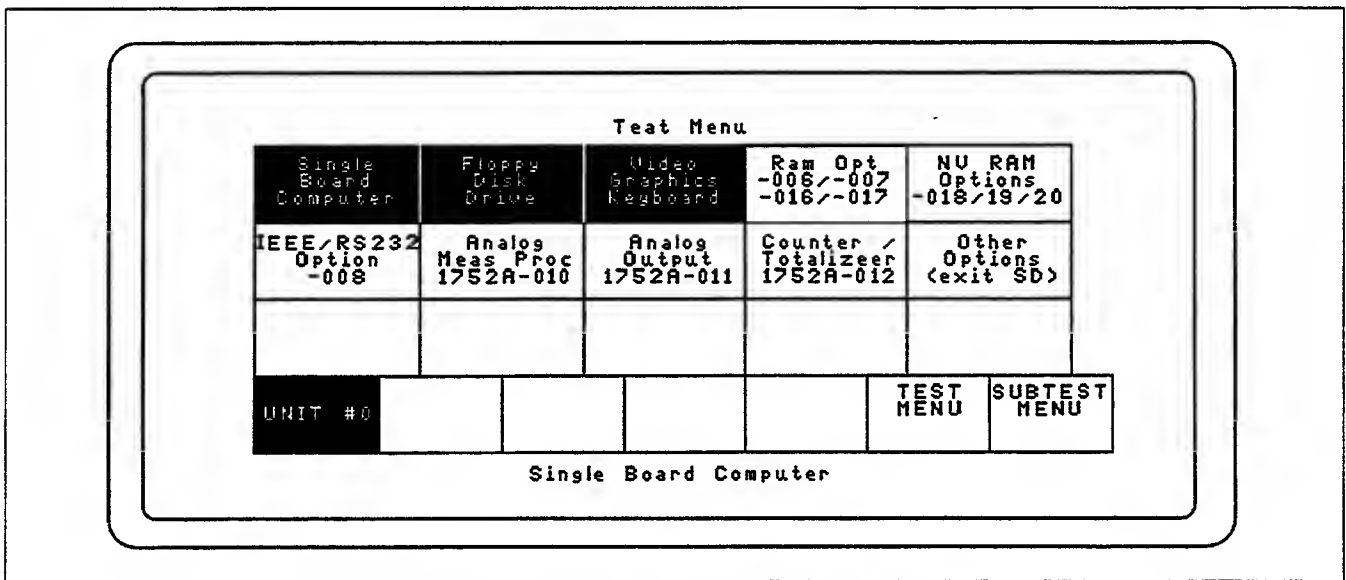 Teat Menu
Single
Board
Computer
Floppy
Disk
Drive
Video
Graphics
Keyboard
Ram Opt
-006/-007
-016/-017
NV RAM
Options
-018/19/20
IEEE/RS232
Option
-008
Analog
Meas Proc
1752A-010
Analog
Output
1752A-011
Counter /
Totalizeer
1752A-012
Other
Options
(exit SD)
UNIT #0
TEST
MENU
SUBTEST
MENU
Single Board Computer